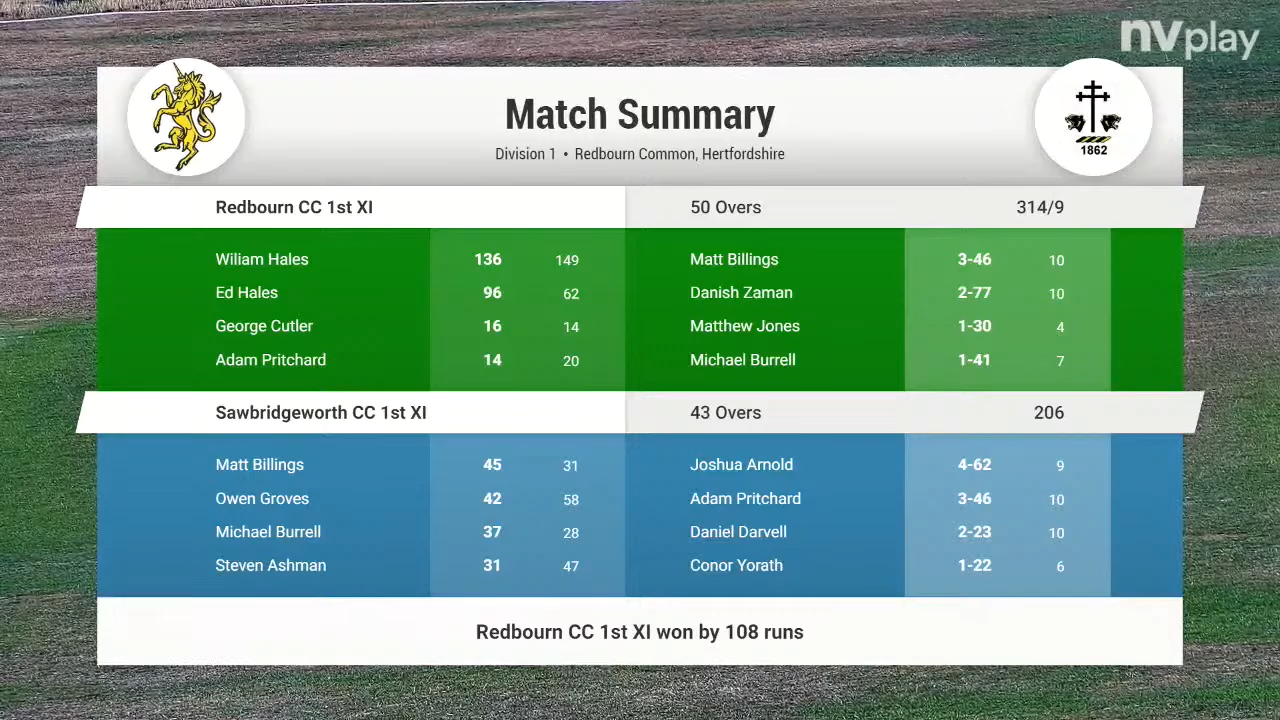 nvplay
Match Summary
Division 1 • Redbourn Common, Hertfordshire
1862
Redbourn CC 1st XI 50 Overs 314/9
Wiliam Hales 136 149 Matt Billings 3-46 10
Ed Hales 96 62 Danish Zaman 2-77 10
George Cutler 16 14 Matthew Jones 1-30 4
Adam Pritchard 14 20 Michael Burrell 1-41 7
Sawbridgeworth CC 1st XI 43 Overs 206
Matt Billings 45 31 Joshua Arnold 4-62 9
Owen Groves 42 58 Adam Pritchard 3-46 10
Michael Burrell 37 28 Daniel Darvell 2-23 10
Steven Ashman 31 47 Conor Yorath 1-22 6
Redbourn CC 1st XI won by 108 runs